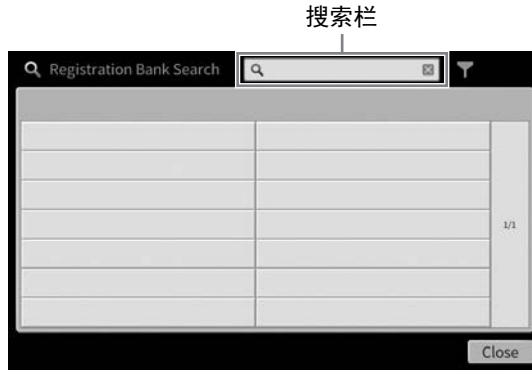 搜索栏
Registration Bank Search
1/1
Close